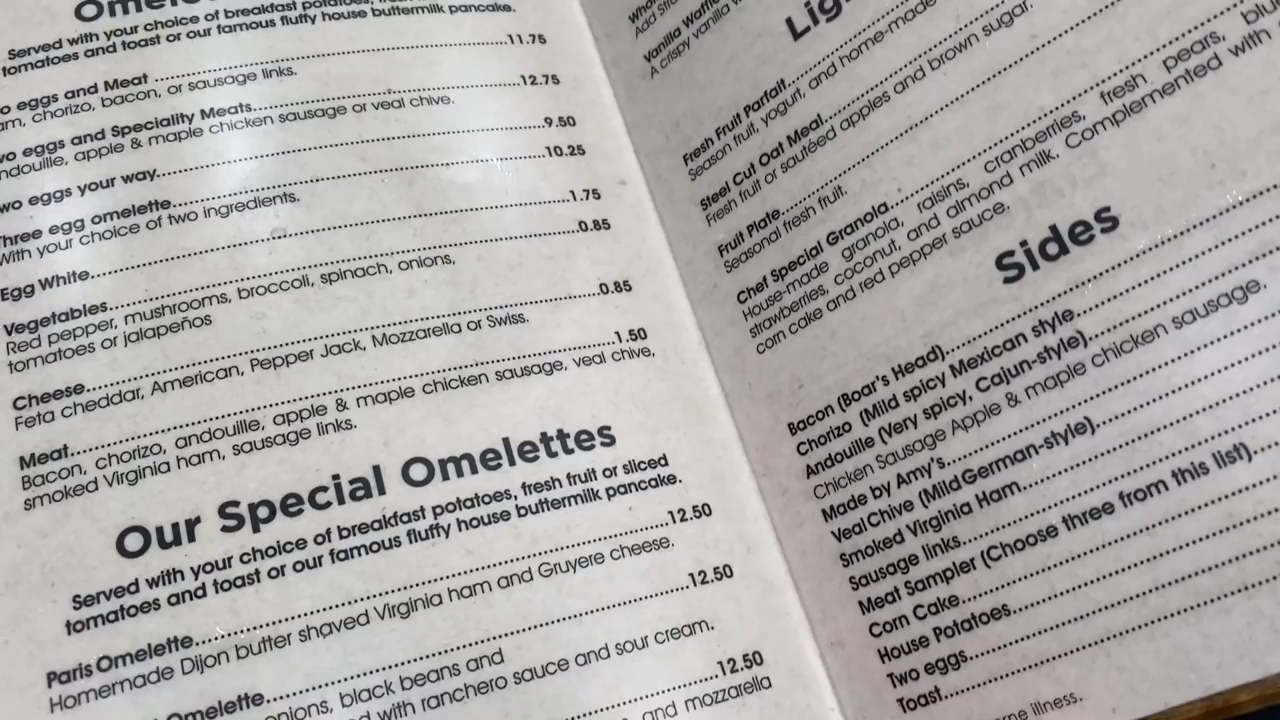 Served with your choice of breakfast potatoes,
tomatoes and toast or our famous fluffy house buttermilk pancake.
eggs and Meat ..........11.75
chorizo, bacon, or sausage links.
eggs and Speciality Meats..........12.75
apple & maple chicken sausage or veal chive.
eggs your way..........9.50
Three egg omelette..........10.25
With your choice of two ingredients.
Egg White..........1.75
Vegetables..........0.85
Red pepper, mushrooms, broccoli, spinach, onions,
tomatoes or jalapeños
Cheese..........0.85
Feta cheddar, American, Pepper Jack, Mozzarella or Swiss.
Meat..........1.50
Bacon, chorizo, andouille, apple & maple chicken sausage, veal chive,
smoked Virginia ham, sausage links.
Our Special Omelettes
Served with your choice of breakfast potatoes, fresh fruit or sliced
tomatoes and toast or our famous fluffy house buttermilk pancake.
Paris Omelette..........12.50
Homernade Dijon butter shaved Virginia ham and Gruyere cheese.
Omelette..........12.50
onions, black beans and
with ranchero sauce and sour cream.
..........12.50
and mozzarella
Vanilla
A crispy vanilla
Fresh Fruit Parfait..........
Season fruit, yogurt, and home-made
Steel Cut Oat Meal..........
Fresh fruit or sautéed apples and brown sugar.
Fruit Plate..........
Seasonal fresh fruit.
Chef Special Granola..........
House-made granola, raisins, cranberries, fresh pears,
strawberries, coconut, and almond milk. Complemented with
corn cake and red pepper sauce.
Sides
Bacon (Boar's Head)..........
Chorizo (Mild spicy Mexican style..........
Andouille (Very spicy, Cajun-style)..........
Chicken Sausage Apple & maple chicken sausage.
Made by Amy's..........
Veal Chive (Mild German-style)..........
Smoked Virginia Ham..........
Sausage links..........
Meat Sampler (Choose three from this list)..........
Corn Cake..........
House Potatoes..........
Two eggs..........
Toast..........
illness.